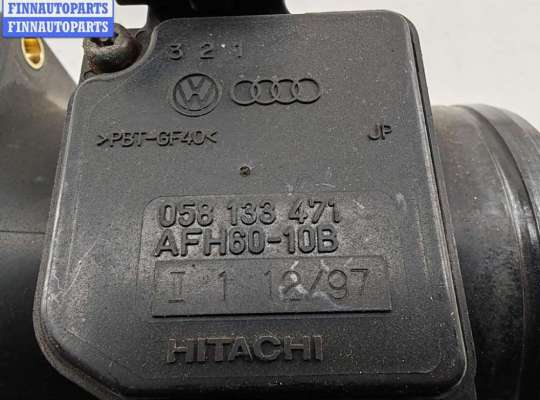 FINNAUTOPARTS
FINNAUTOPARTS
3 2 1
>PBT-GF40<
JP
058 133 471
AFH60-10B
I 1 12/97
HITACHI